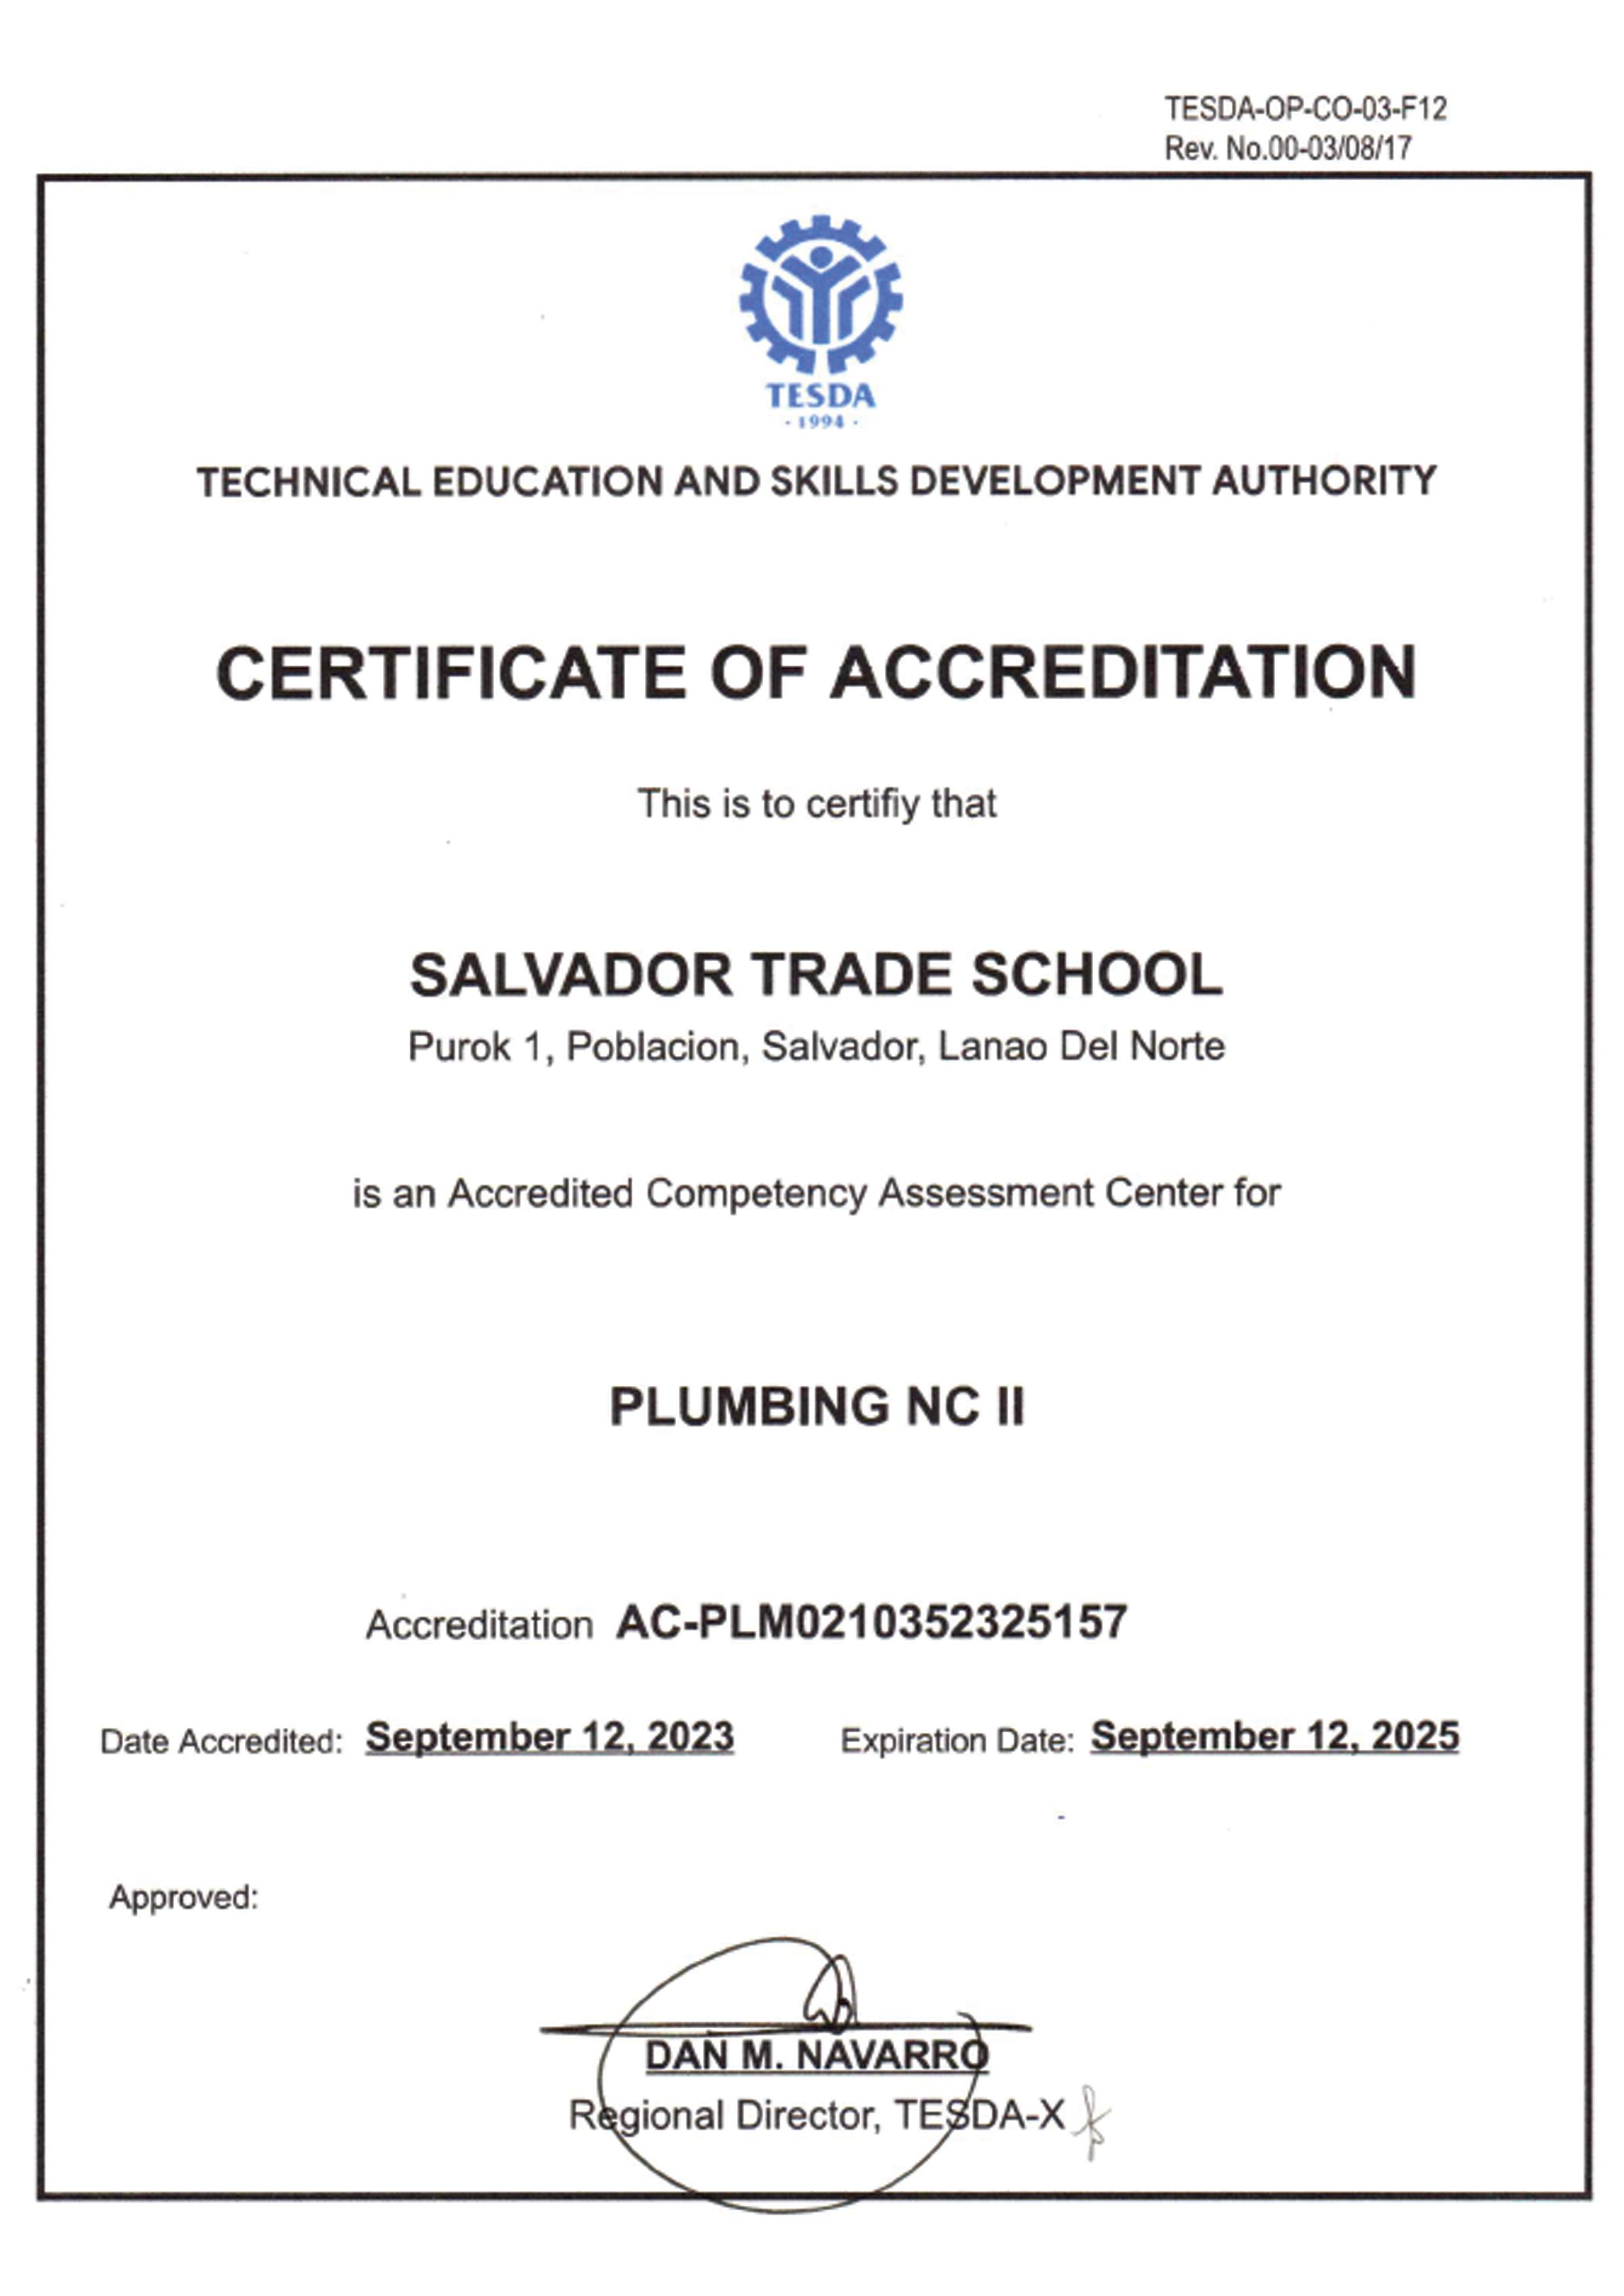 TESDA-OP-CO-03-F12
Rev. No.00-03/08/17
TESDA
· 1994 ·
TECHNICAL EDUCATION AND SKILLS DEVELOPMENT AUTHORITY
CERTIFICATE OF ACCREDITATION
This is to certifiy that
SALVADOR TRADE SCHOOL
Purok 1, Poblacion, Salvador, Lanao Del Norte
is an Accredited Competency Assessment Center for
PLUMBING NC II
Accreditation AC-PLM0210352325157
Date Accredited: September 12, 2023 Expiration Date: September 12, 2025
Approved:
DAN M. NAVARRO
Regional Director, TESDA-X